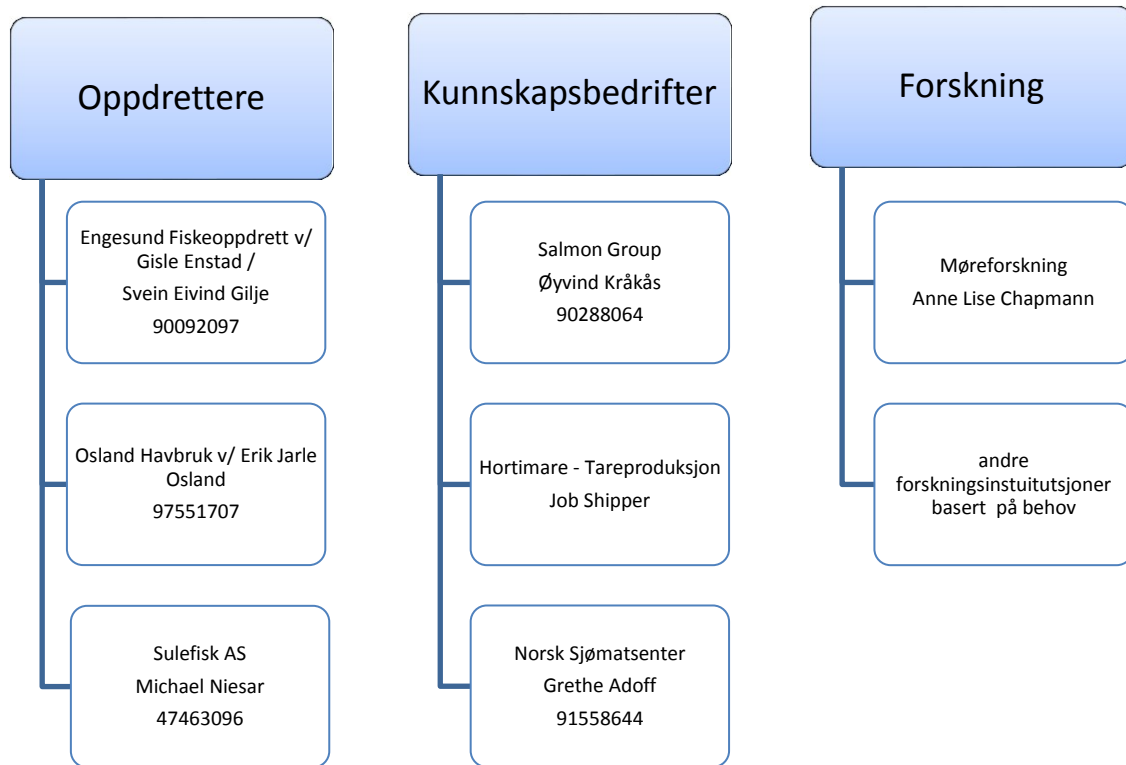 Oppdrettere
Engesund Fiskeoppdrett v/
Gisle Enstad /
Svein Eivind Gilje
90092097
Osland Havbruk v/ Erik Jarle
Osland
97551707
Sulefisk AS
Michael Niesar
47463096
Kunnskapsbedrifter
Salmon Group
Øyvind Kråkås
90288064
Hortimare - Tareproduksjon
Job Shipper
Norsk Sjømatsenter
Grethe Adoff
91558644
Forskning
Møreforskning
Anne Lise Chapmann
andre
forskningsinstuitutsjoner
basert på behov